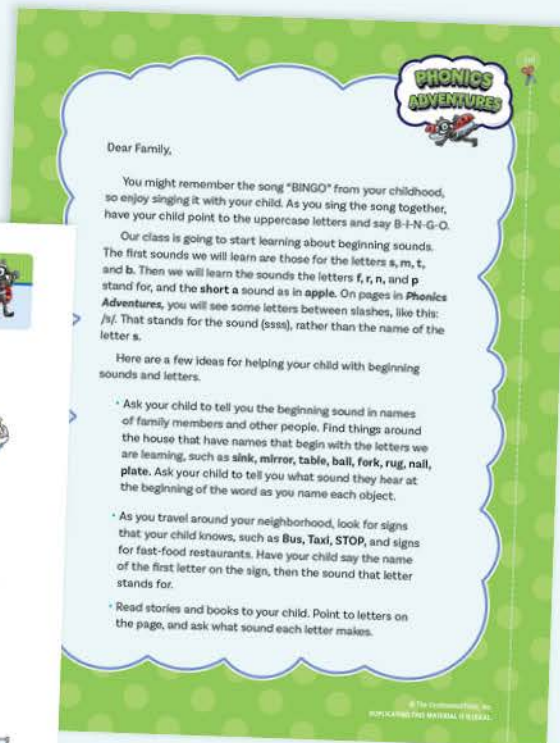 PHONICS
ADVENTURES
Dear Family,
You might remember the song "BINGO" from your childhood,
so enjoy singing it with your child. As you sing the song together,
have your child point to the uppercase letters and say B-I-N-G-O.
Our class is going to start learning about beginning sounds.
The first sounds we will learn are those for the letters s, m, t,
and b. Then we will learn the sounds the letters f, r, n, and p
stand for, and the short a sound as in apple. On pages in Phonics
Adventures, you will see some letters between slashes, like this:
/s/. That stands for the sound (ssss), rather than the name of the
letter s.
Here are a few ideas for helping your child with beginning
sounds and letters.
• Ask your child to tell you the beginning sound in names
of family members and other people. Find things around
the house that have names that begin with the letters we
are learning, such as sink, mirror, table, ball, fork, rug, nail,
plate. Ask your child to tell you what sound they hear at
the beginning of the word as you name each object.
• As you travel around your neighborhood, look for signs
that your child knows, such as Bus, Taxi, STOP, and signs
for fast-food restaurants. Have your child say the name
of the first letter on the sign, then the sound that letter
stands for.
• Read stories and books to your child. Point to letters on
the page, and ask what sound each letter makes.
© The Continental Press, Inc.
DUPLICATING THIS MATERIAL IS ILLEGAL.